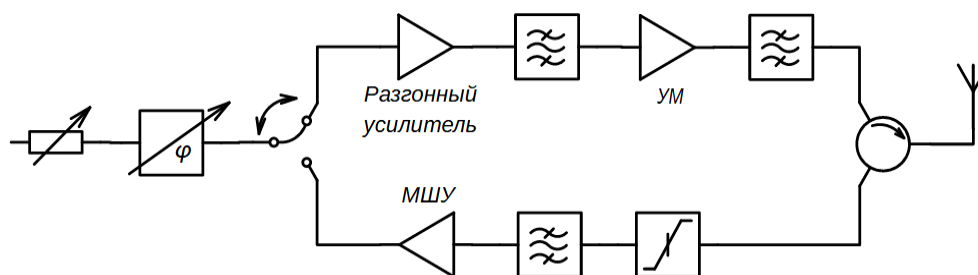 Разгонный
усилитель
УМ
φ
МШУ